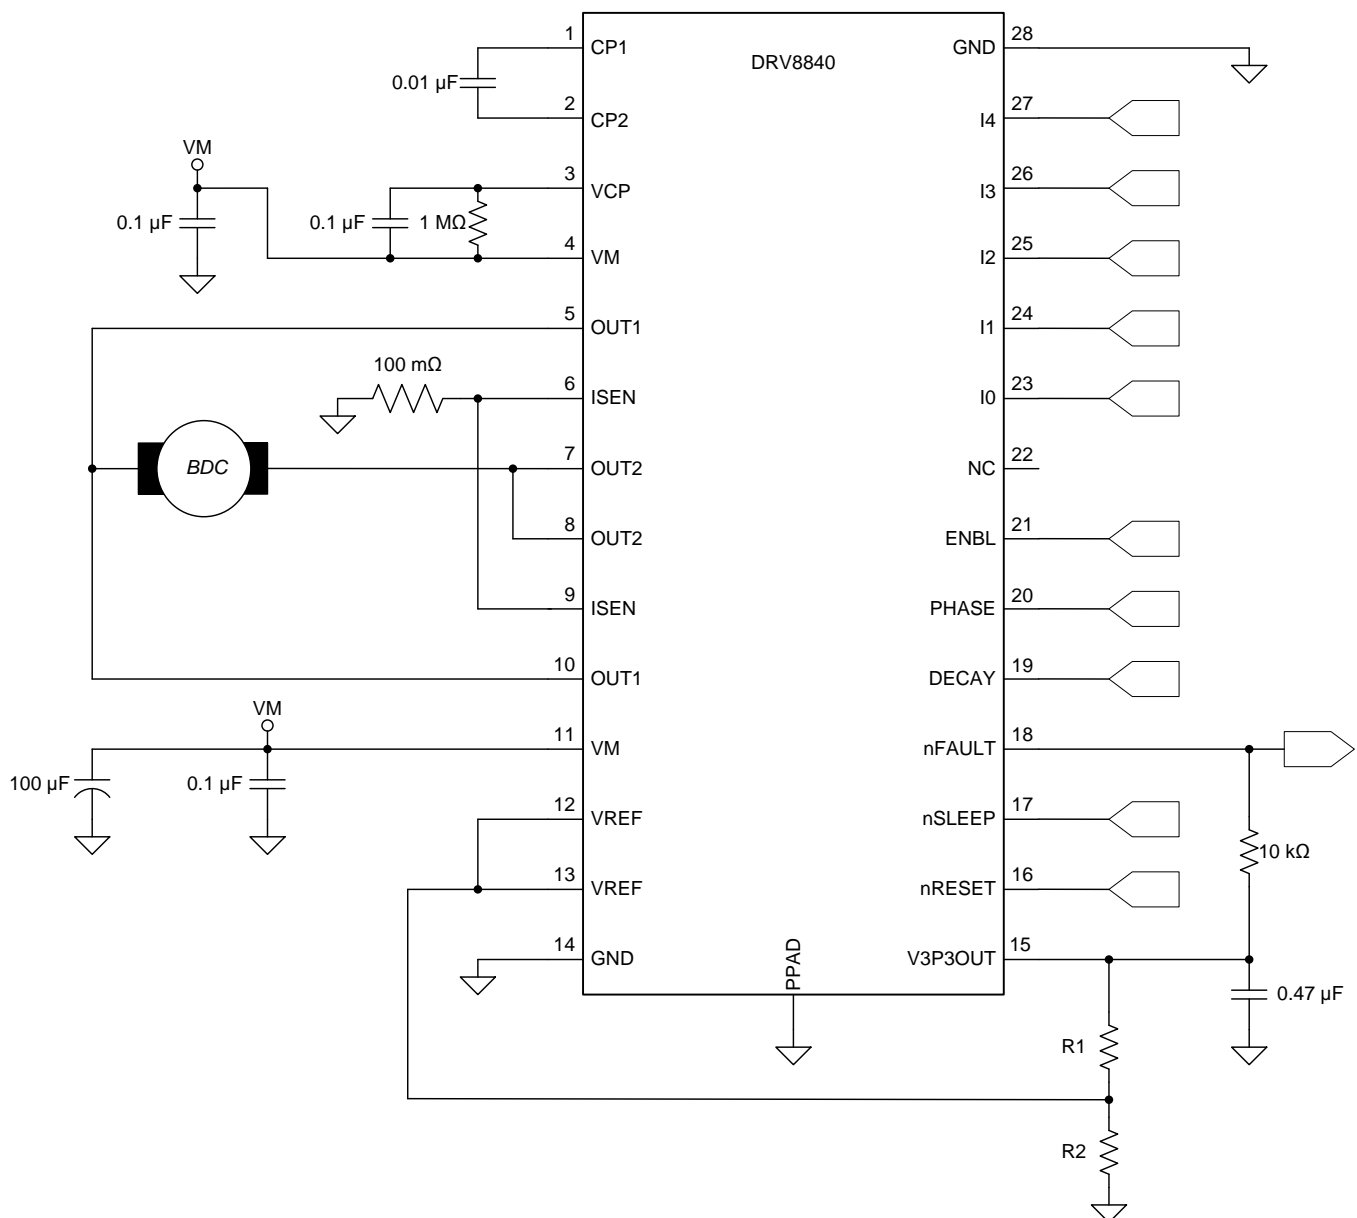 DRV8840
1
CP1
0.01 µF
2
CP2
VM
3
VCP
0.1 µF
0.1 µF
1 MΩ
4
VM
5
OUT1
100 mΩ
6
ISEN
BDC
7
OUT2
8
OUT2
9
ISEN
10
OUT1
VM
11
VM
100 µF
0.1 µF
12
VREF
13
VREF
14
GND
PPAD
GND
28
I4
27
I3
26
I2
25
I1
24
I0
23
NC
22
ENBL
21
PHASE
20
DECAY
19
nFAULT
18
nSLEEP
17
10 kΩ
nRESET
16
V3P3OUT
15
0.47 µF
R1
R2